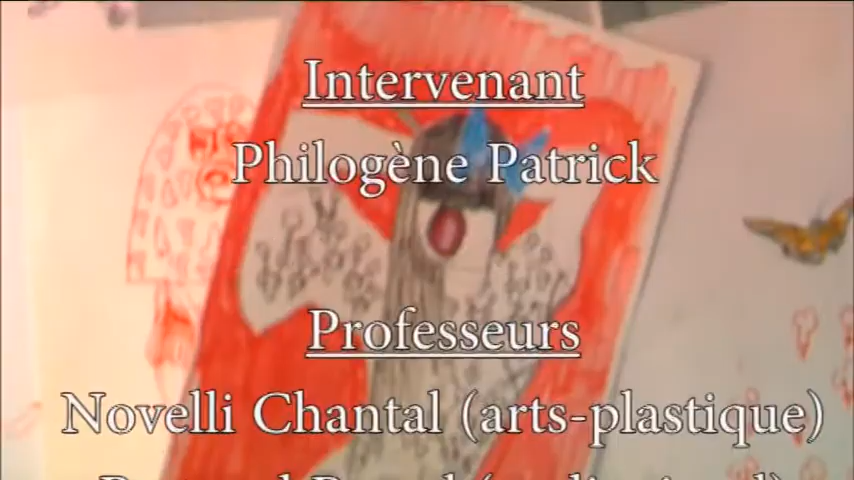 Intervenant
Philogène Patrick
Professeurs
Novelli Chantal (arts-plastique)